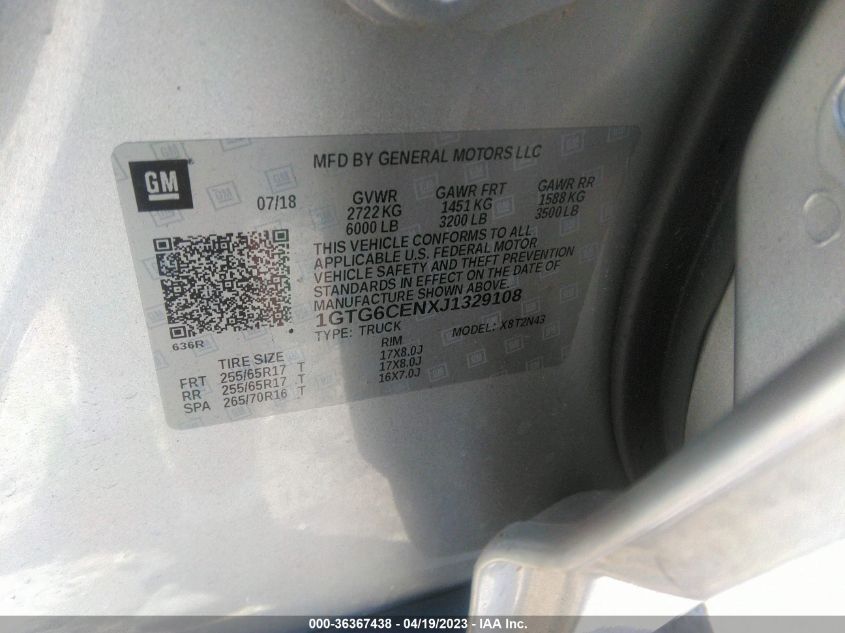 GM
MFD BY GENERAL MOTORS LLC
07/18
GVWR GAWR FRT GAWR RR
2722 KG 1451 KG 1588 KG
6000 LB 3200 LB 3500 LB
THIS VEHICLE CONFORMS TO ALL
APPLICABLE U.S. FEDERAL MOTOR
VEHICLE SAFETY AND THEFT PREVENTION
STANDARDS IN EFFECT ON THE DATE OF
MANUFACTURE SHOWN ABOVE.
1GTG6CENXJ1329108
TYPE: TRUCK MODEL: X8T2N43
636R
TIRE SIZE RIM
FRT 255/65R17 T 17X8.0J
RR 255/65R17 T 17X8.0J
SPA 265/70R16 T 16X7.0J
000-36367438 - 04/19/2023 - IAA Inc.